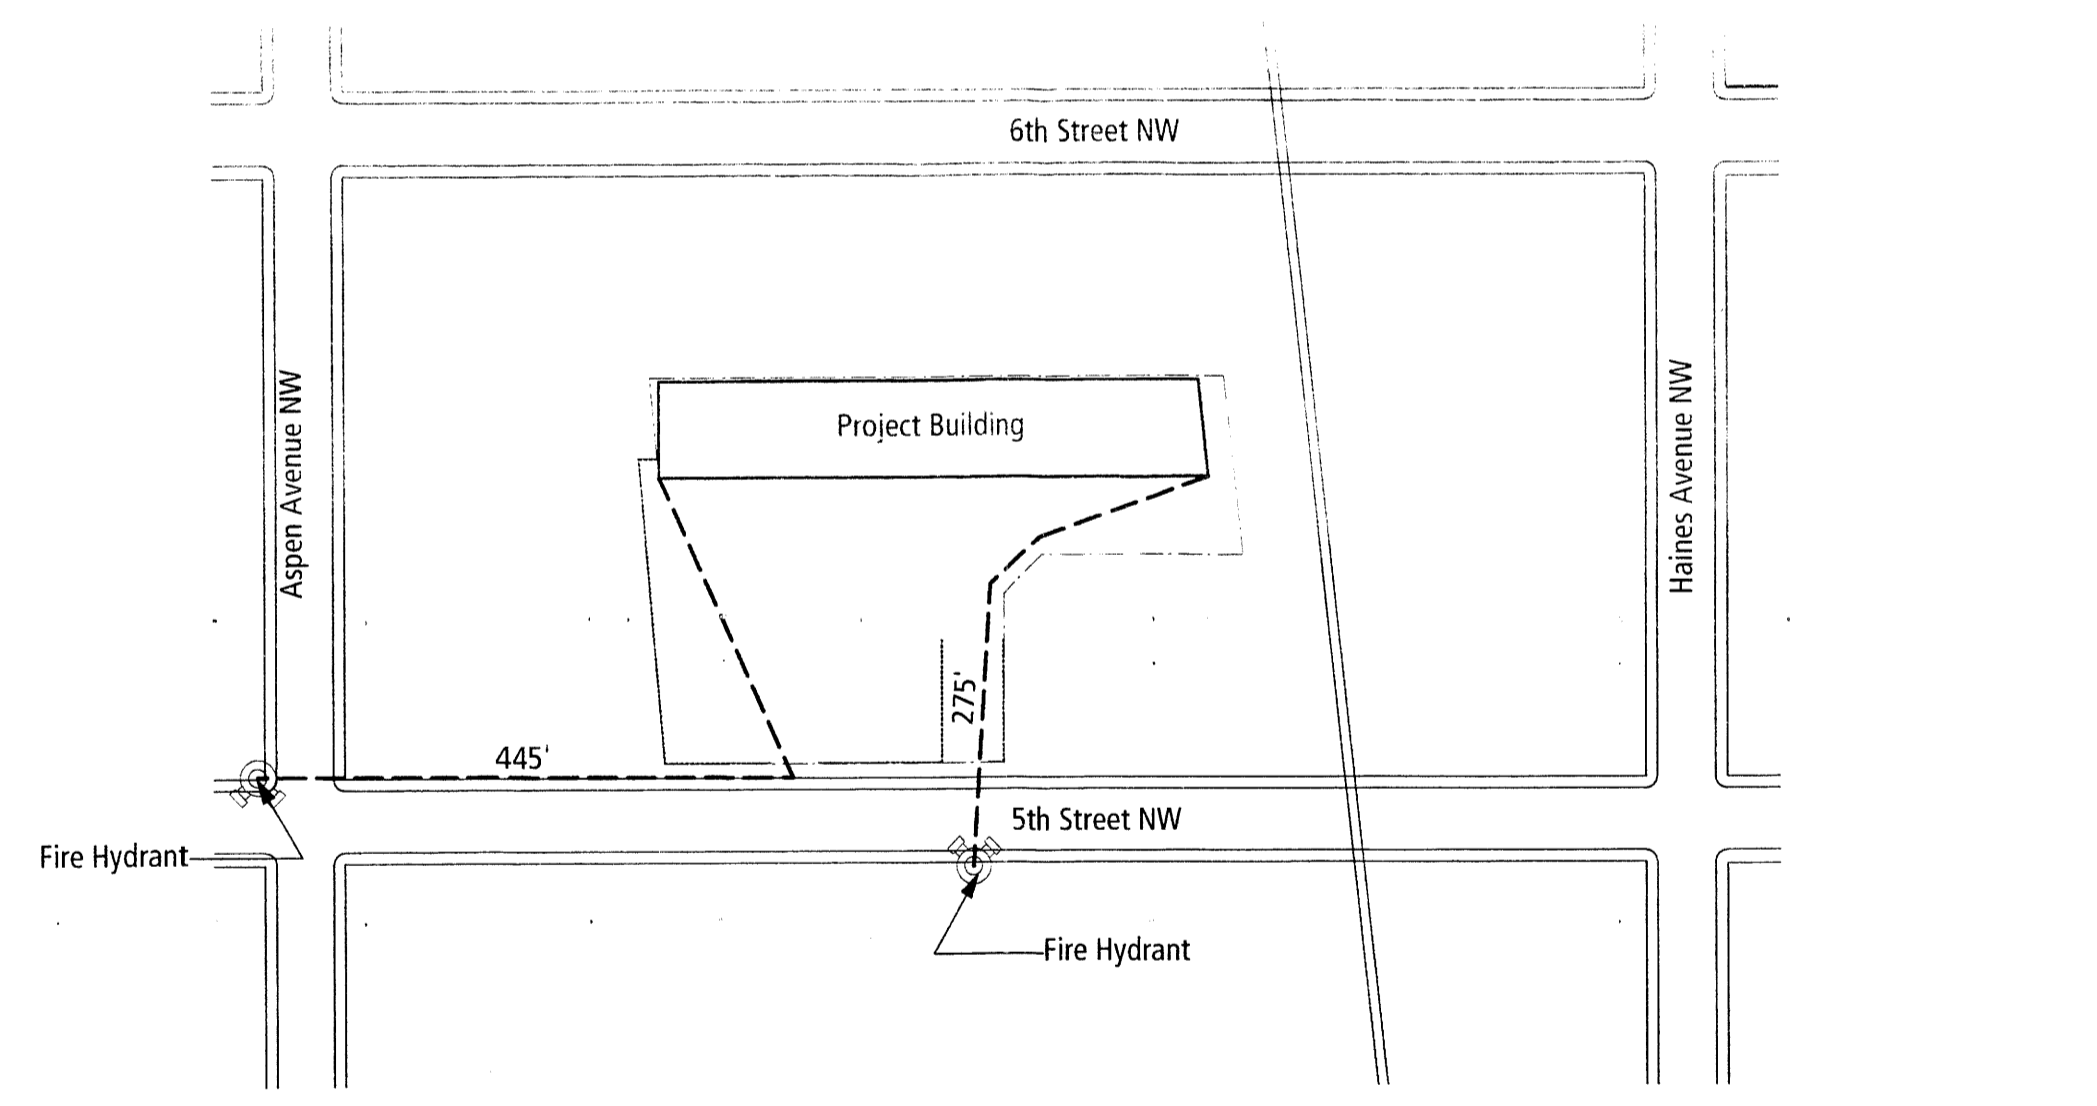 6th Street NW
Aspen Avenue NW
Project Building
Haines Avenue NW
275'
445'
5th Street NW
Fire Hydrant
Fire Hydrant